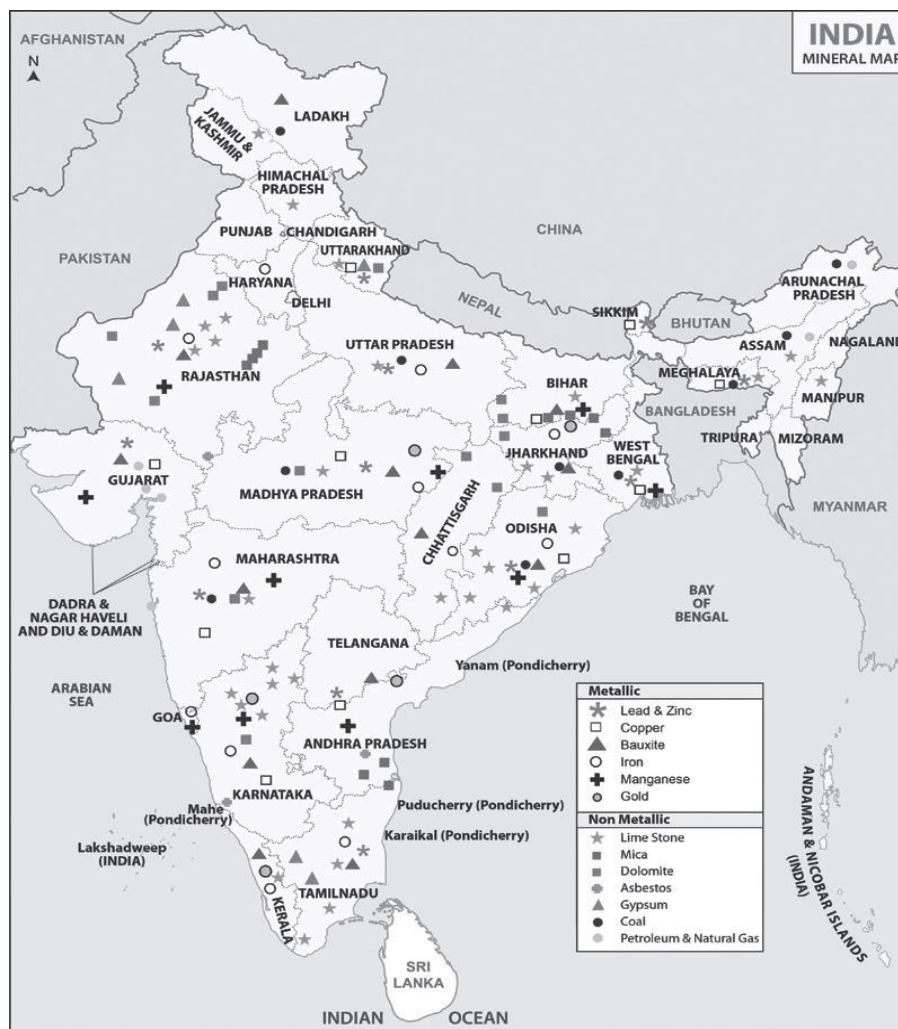 AFGHANISTAN
INDIA
MINERAL MAP
N
LADAKH
JAMMU &
KASHMIR
HIMACHAL
PRADESH
PUNJAB
CHANDIGARH
UTTARAKHAND
CHINA
PAKISTAN
HARYANA
DELHI
NEPAL
SIKKIM
BHUTAN
ARUNACHAL
PRADESH
ASSAM
NAGALAND
RAJASTHAN
UTTAR PRADESH
BIHAR
MEGHALAYA
MANIPUR
BANGLADESH
TRIPURA
MIZORAM
JHARKHAND
WEST
BENGAL
GUJARAT
MADHYA PRADESH
CHHATTISGARH
ODISHA
MYANMAR
MAHARASHTRA
DADRA &
NAGAR HAVELI
AND DIU & DAMAN
BAY
OF
BENGAL
TELANGANA
Yanam (Pondicherry)
ARABIAN
SEA
GOA
ANDHRA PRADESH
KARNATAKA
Mahe
(Pondicherry)
Puducherry (Pondicherry)
Karaikal (Pondicherry)
Lakshadweep
(INDIA)
KERALA
TAMILNADU
SRI
LANKA
INDIAN OCEAN
Metallic
Lead & Zinc
Copper
Bauxite
Iron
Manganese
Gold
Non Metallic
Lime Stone
Mica
Dolomite
Asbestos
Gypsum
Coal
Petroleum & Natural Gas
ANDAMAN & NICOBAR ISLANDS
(INDIA)